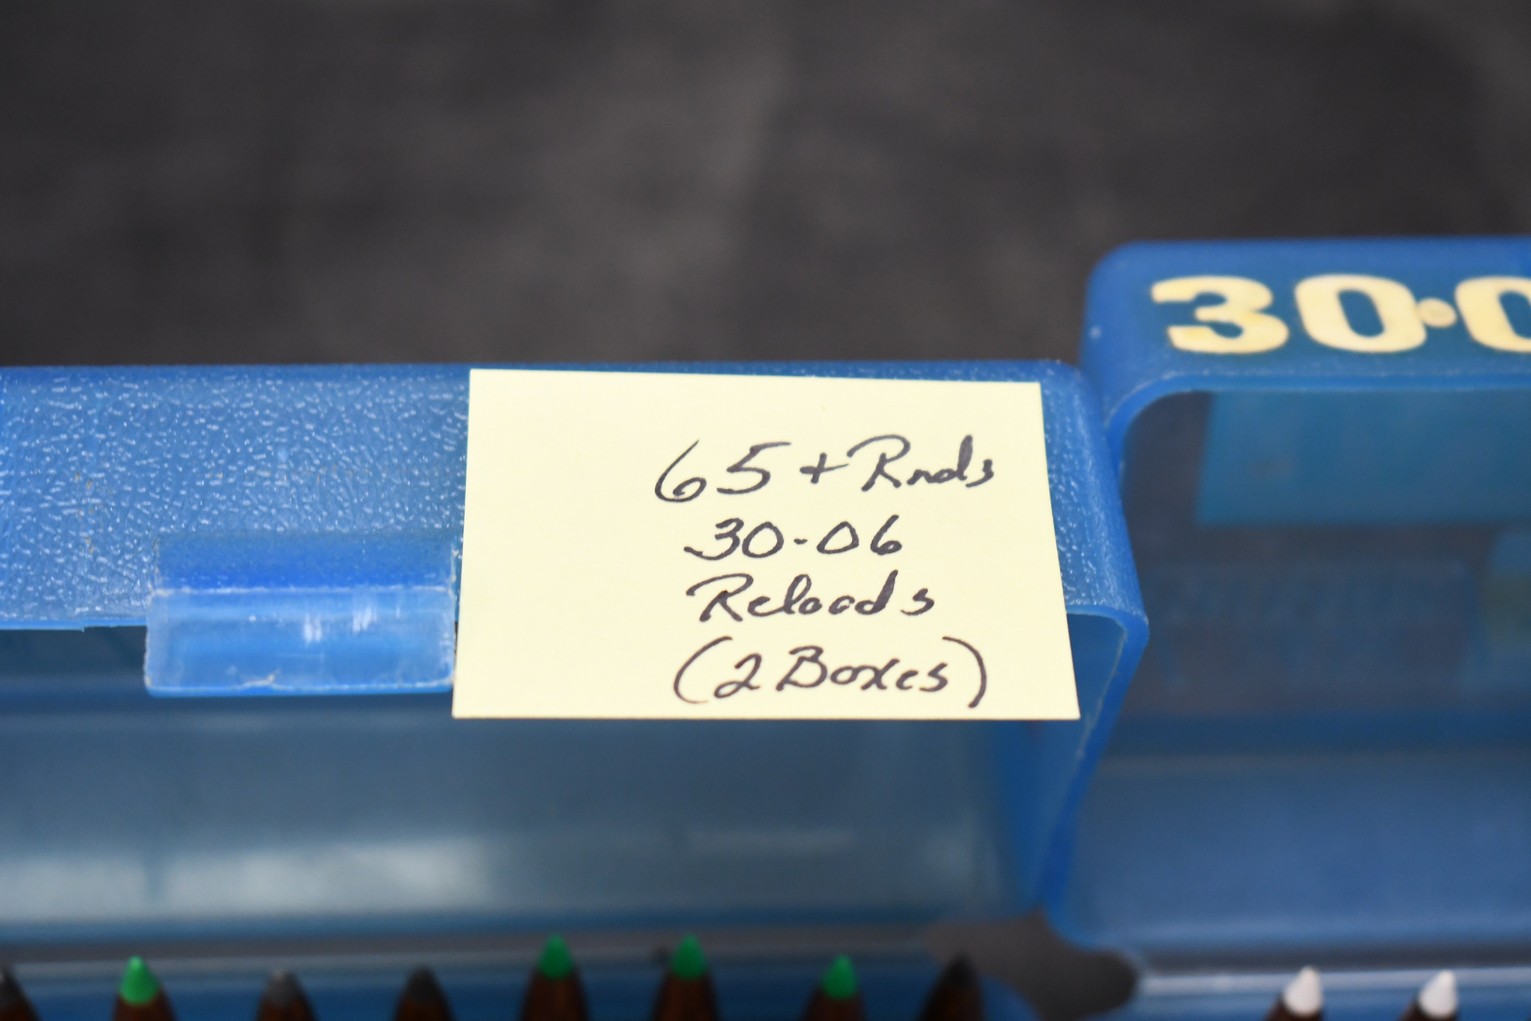 65+Rnds
30-06
Reloads
(2 Boxes)
30•0